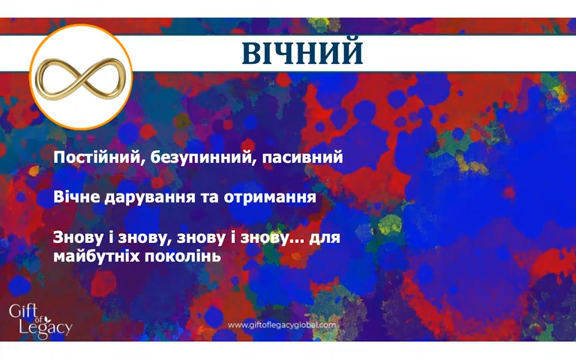 ВІЧНИЙ
Постійний, безупинний, пасивний
Вічне дарування та отримання
Знову і знову, знову і знову... для
майбутніх поколінь
Gift
of
Legacy
www.giftoflegacyglobal.com